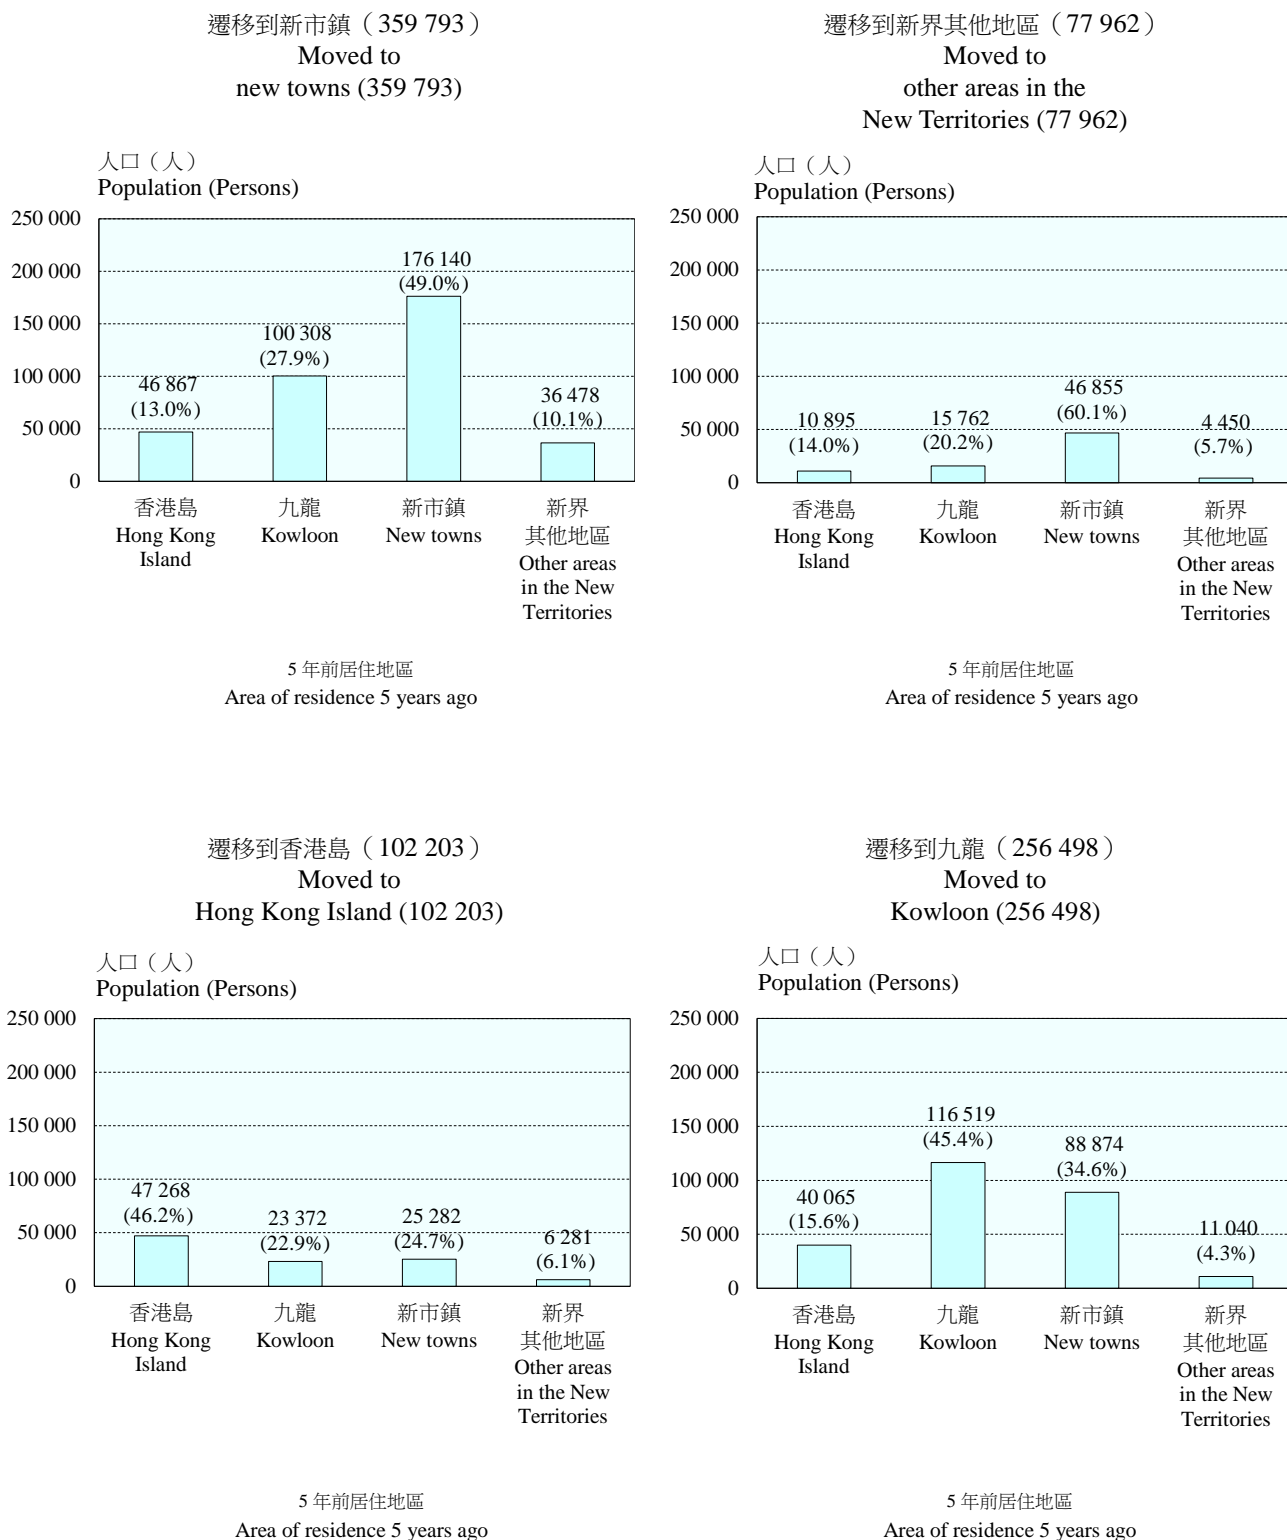 遷移到新市鎮（359 793）
Moved to
new towns (359 793)
人口（人）
Population (Persons)
250 000
200 000
150 000
100 000
50 000
0
46 867
(13.0%)
100 308
(27.9%)
176 140
(49.0%)
36 478
(10.1%)
香港島
Hong Kong
Island
九龍
Kowloon
新市鎮
New towns
新界
其他地區
Other areas
in the New
Territories
5 年前居住地區
Area of residence 5 years ago
遷移到新界其他地區（77 962）
Moved to
other areas in the
New Territories (77 962)
人口（人）
Population (Persons)
250 000
200 000
150 000
100 000
50 000
0
10 895
(14.0%)
15 762
(20.2%)
46 855
(60.1%)
4 450
(5.7%)
香港島
Hong Kong
Island
九龍
Kowloon
新市鎮
New towns
新界
其他地區
Other areas
in the New
Territories
5 年前居住地區
Area of residence 5 years ago
遷移到香港島（102 203）
Moved to
Hong Kong Island (102 203)
人口（人）
Population (Persons)
250 000
200 000
150 000
100 000
50 000
0
47 268
(46.2%)
23 372
(22.9%)
25 282
(24.7%)
6 281
(6.1%)
香港島
Hong Kong
Island
九龍
Kowloon
新市鎮
New towns
新界
其他地區
Other areas
in the New
Territories
5 年前居住地區
Area of residence 5 years ago
遷移到九龍（256 498）
Moved to
Kowloon (256 498)
人口（人）
Population (Persons)
250 000
200 000
150 000
100 000
50 000
0
40 065
(15.6%)
116 519
(45.4%)
88 874
(34.6%)
11 040
(4.3%)
香港島
Hong Kong
Island
九龍
Kowloon
新市鎮
New towns
新界
其他地區
Other areas
in the New
Territories
5 年前居住地區
Area of residence 5 years ago